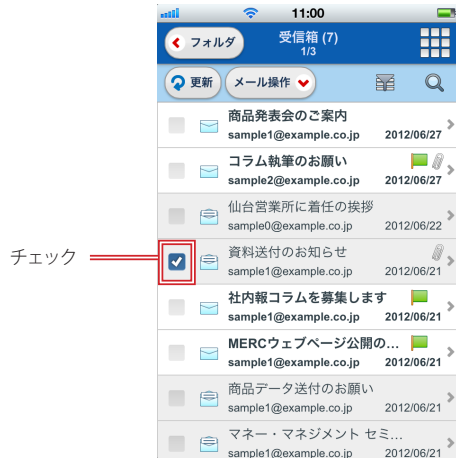 11:00
フォルダ
受信箱 (7)
1/3
更新
メール操作
商品発表会のご案内
sample1@example.co.jp 2012/06/27
コラム執筆のお願い
sample2@example.co.jp 2012/06/27
仙台営業所に着任の挨拶
sample0@example.co.jp 2012/06/22
チェック
資料送付のお知らせ
sample1@example.co.jp 2012/06/21
社内報コラムを募集します
sample1@example.co.jp 2012/06/21
MERCウェブページ公開の...
sample1@example.co.jp 2012/06/21
商品データ送付のお願い
sample1@example.co.jp 2012/06/21
マネー・マネジメント セミ...
sample1@example.co.jp 2012/06/21